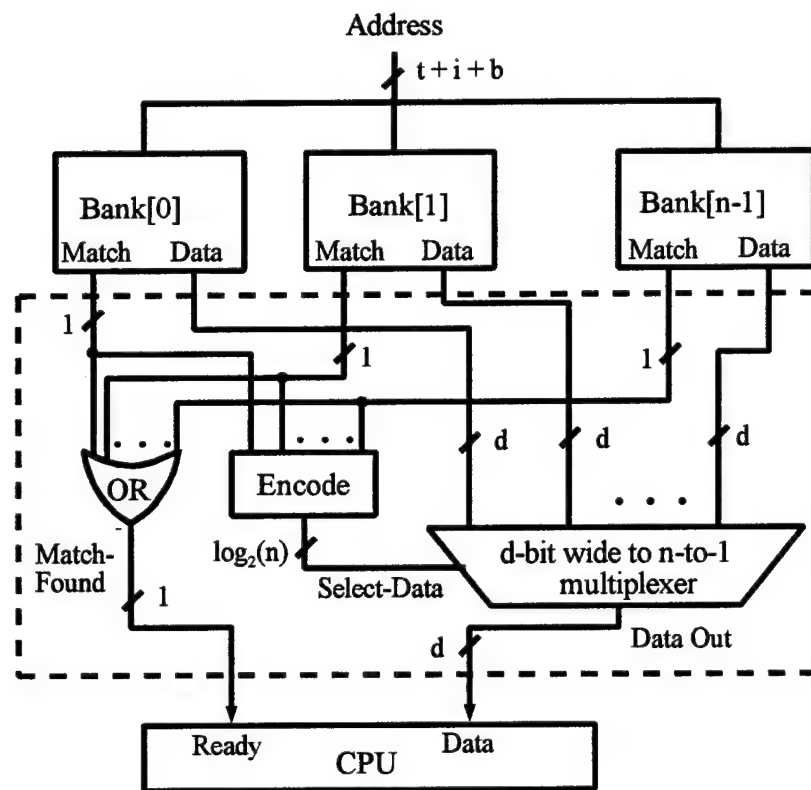 Address
t + i + b
Bank[0]
Match Data
Bank[1]
Match Data
Bank[n-1]
Match Data
1
1
1
. . .
. . .
d
d
d
OR
Encode
. . .
Match-
Found
log₂(n)
Select-Data
d-bit wide to n-to-1
multiplexer
1
d
Data Out
Ready
Data
CPU